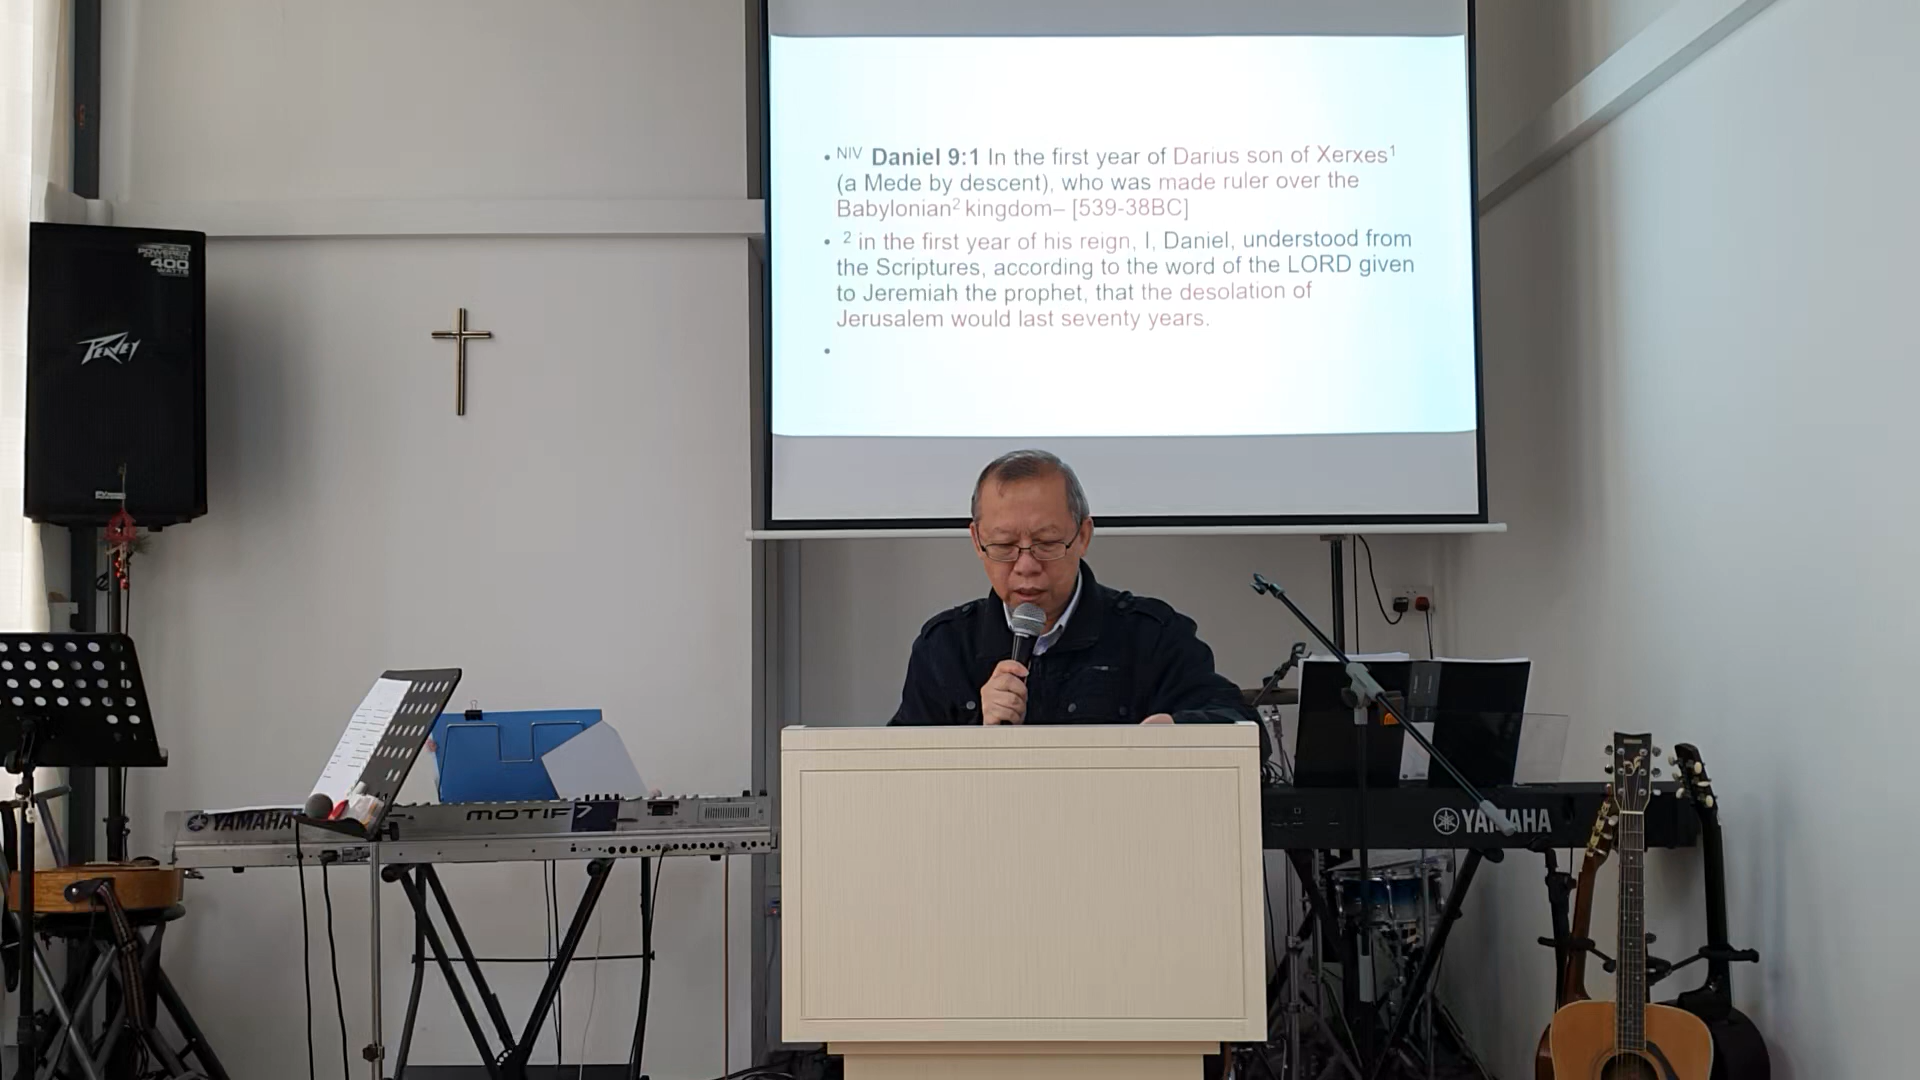 • NIV Daniel 9:1 In the first year of Darius son of Xerxes¹
(a Mede by descent), who was made ruler over the
Babylonian² kingdom– [539-38BC]
• ² in the first year of his reign, I, Daniel, understood from
the Scriptures, according to the word of the LORD given
to Jeremiah the prophet, that the desolation of
Jerusalem would last seventy years.
•
400
WATTS
PEAVEY
YAMAHA
MOTIF 7
YAMAHA